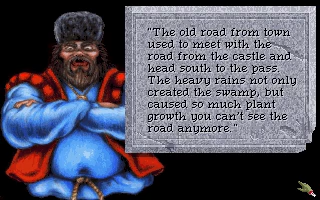 "The old road from town
used to meet with the
road from the castle and
head south to the pass.
The heavy rains not only
created the swamp, but
caused so much plant
growth you can't see the
road anymore."